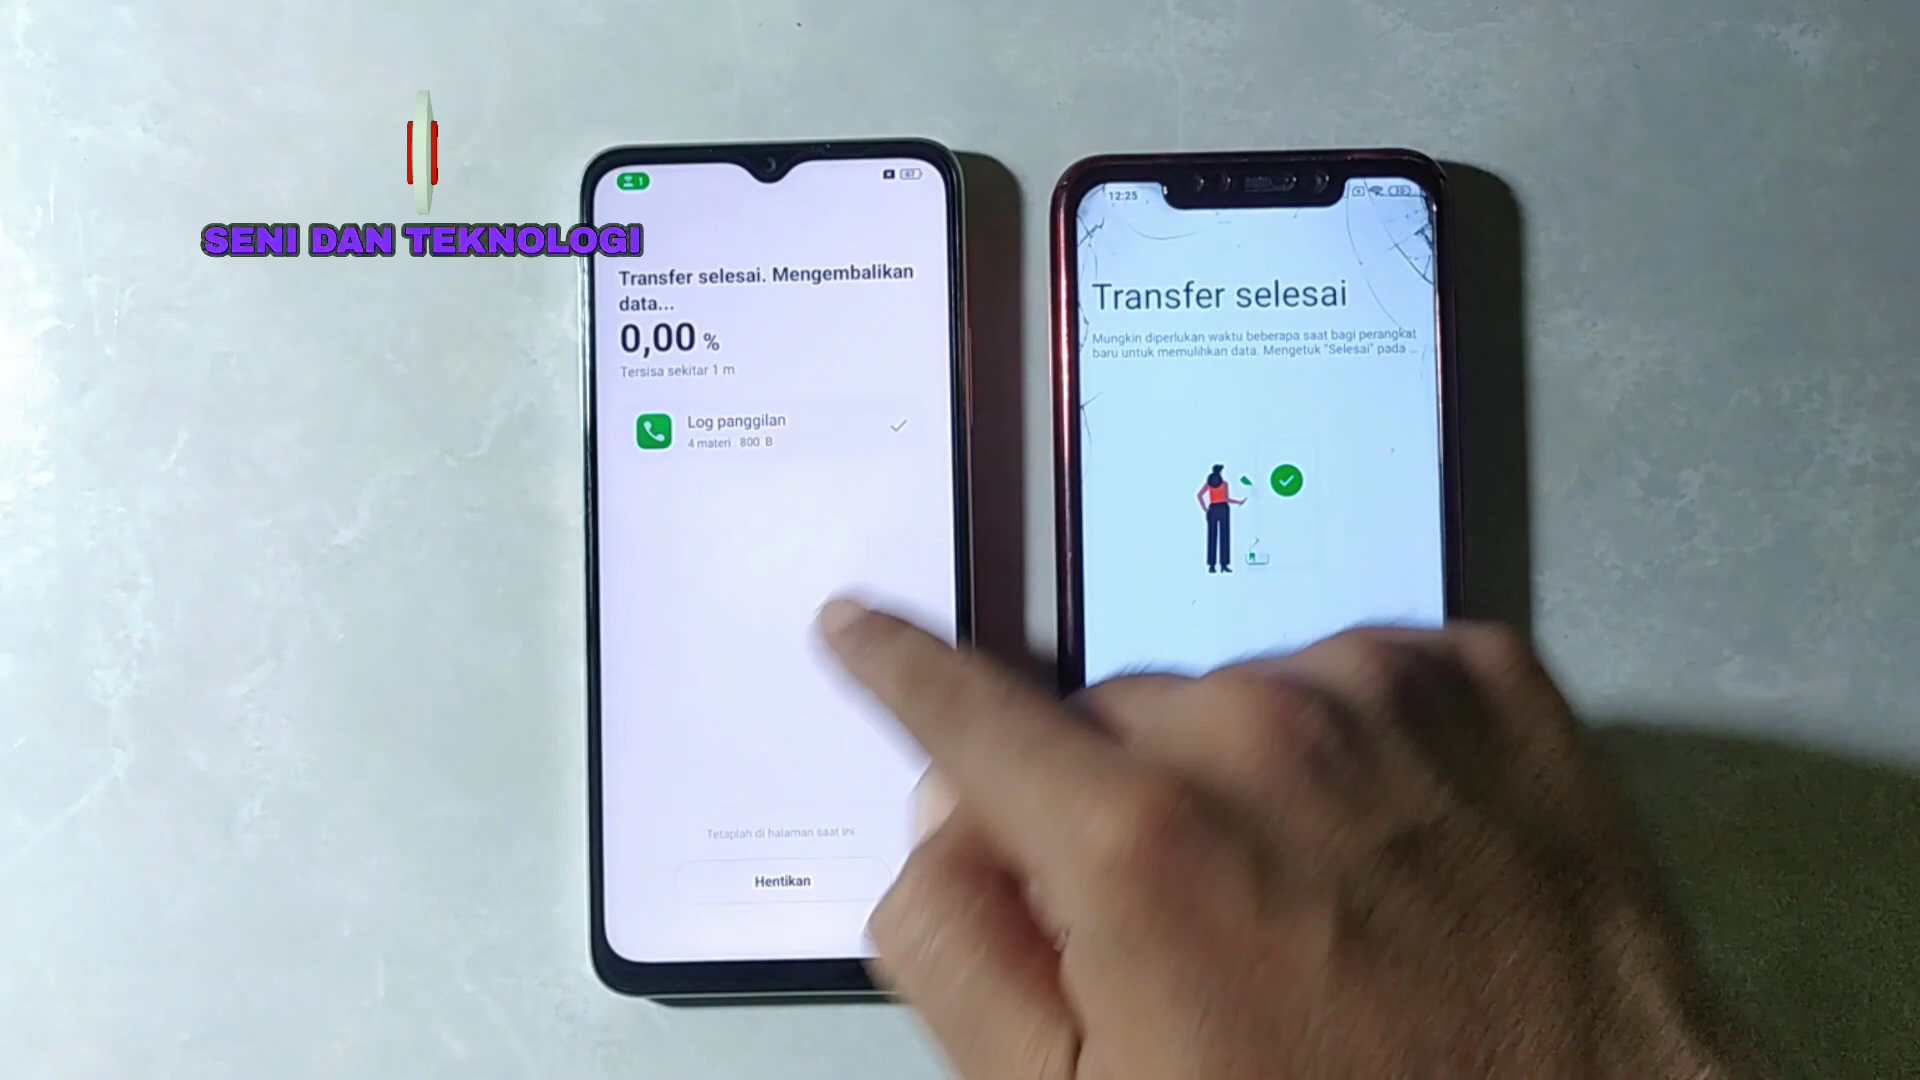 SENI DAN TEKNOLOGI
1
67
Transfer selesai. Mengembalikan
data...
0,00 %
Tersisa sekitar 1 m
Log panggilan
4 materi 800 B
Tetaplah di halaman saat ini
Hentikan
12:25
Transfer selesai
Mungkin diperlukan waktu beberapa saat bagi perangkat
baru untuk memulihkan data. Mengetuk "Selesai" pada ...